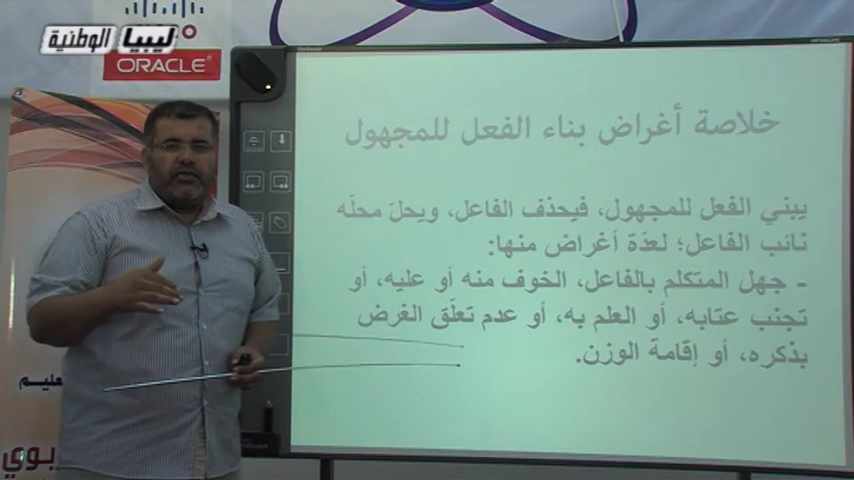 ليبيا الوطنية
ORACLE
خلاصة أغراض بناء الفعل للمجهول
يبني الفعل للمجهول، فيحذف الفاعل، ويحلّ محلّه
نائب الفاعل؛ لعدّة أغراض منها:
- جهل المتكلم بالفاعل، الخوف منه أو عليه، أو
تجنب عتابه، أو العلم به، أو عدم تعلّق الغرض
بذكره، أو إقامة الوزن.